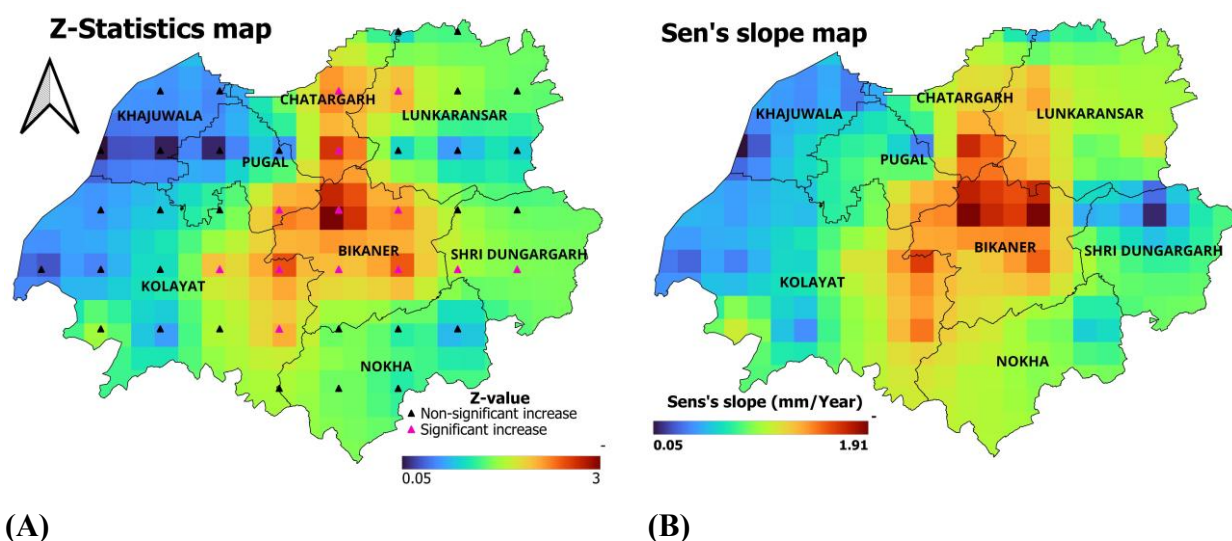 Z-Statistics map
KHAJUWALA
CHATARGARH
LUNKARANSAR
PUGAL
BIKANER
SHRI DUNGARGARH
KOLAYAT
NOKHA
Z-value
Non-significant increase
Significant increase
0.05 3
(A)
Sen's slope map
KHAJUWALA
CHATARGARH
LUNKARANSAR
PUGAL
BIKANER
SHRI DUNGARGARH
KOLAYAT
NOKHA
Sens's slope (mm/Year)
0.05 1.91
(B)